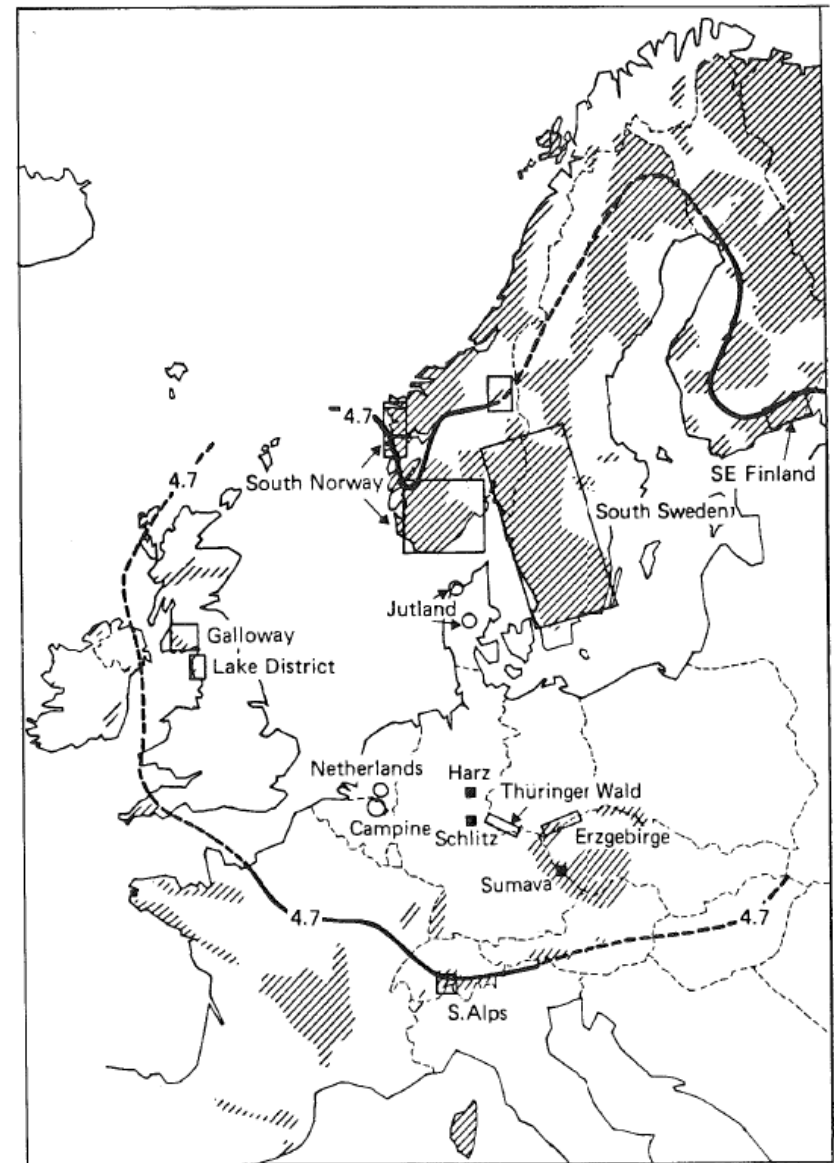 4.7
4.7
South Norway
SE Finland
South Sweden
Jutland
Galloway
Lake District
Netherlands
Harz
Thüringer Wald
Campine
Schlitz
Erzgebirge
Sumava
4.7
4.7
S.Alps